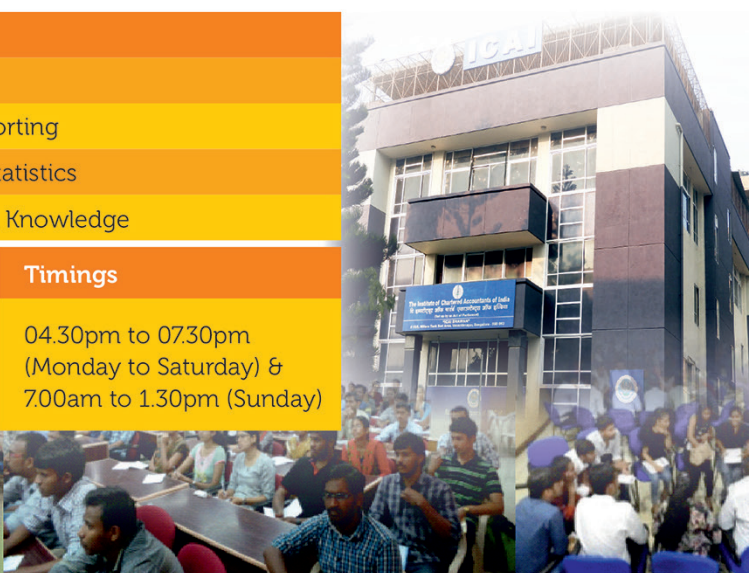 orting
tatistics
Knowledge
Timings
04.30pm to 07.30pm
(Monday to Saturday) &
7.00am to 1.30pm (Sunday)
ICAI
The Institute of Chartered Accountants of India